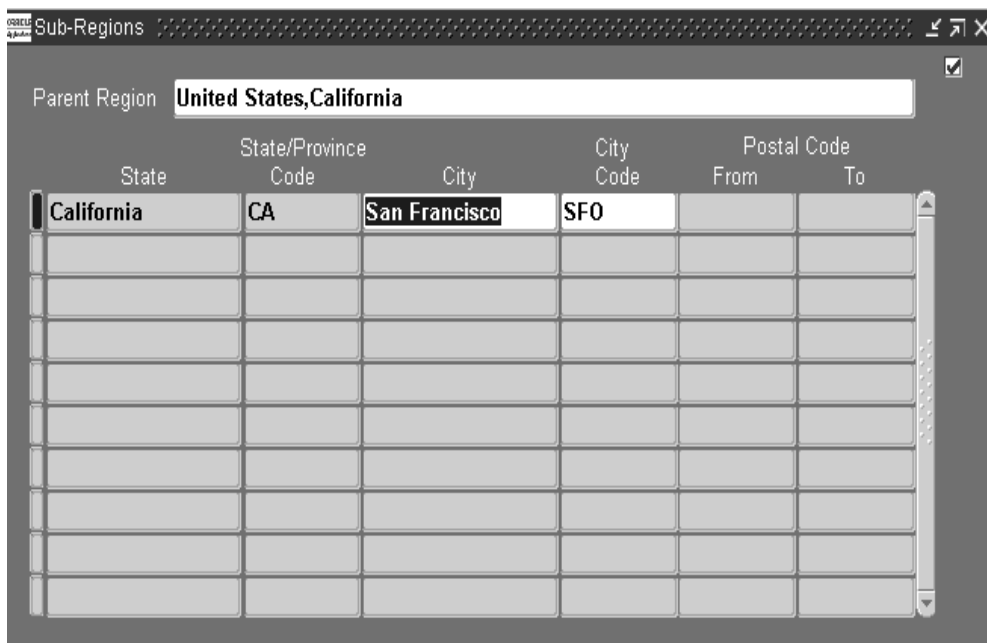 ORACLE
Sub-Regions
Parent Region United States,California
State/Province City Postal Code
State Code City Code From To
California CA San Francisco SFO